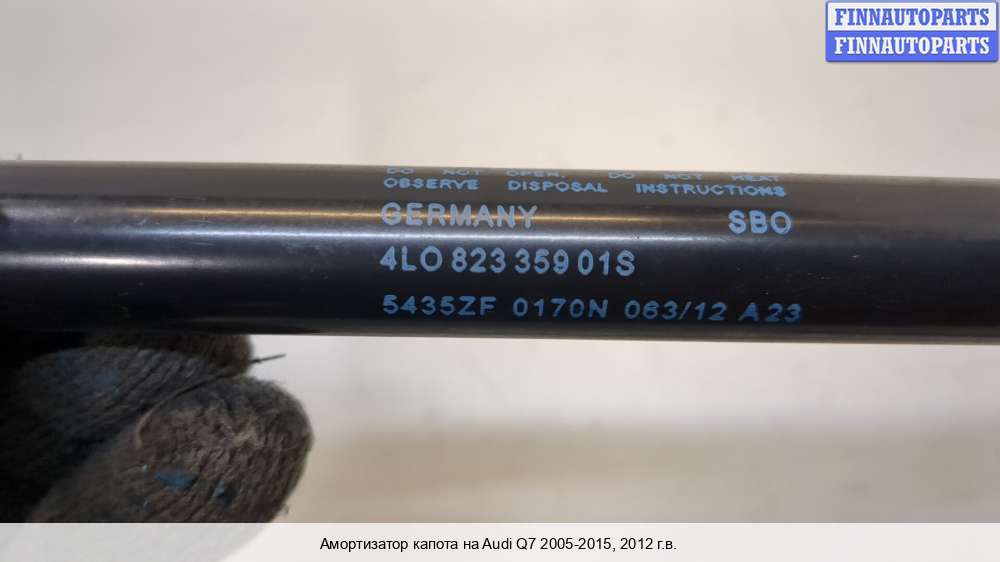 FINNAUTOPARTS
FINNAUTOPARTS
DO NOT OPEN. DO NOT HEAT
OBSERVE DISPOSAL INSTRUCTIONS
GERMANY SBO
4LO 823 359 01S
5435ZF 0170N 063/12 A23
Амортизатор капота на Audi Q7 2005-2015, 2012 г.в.